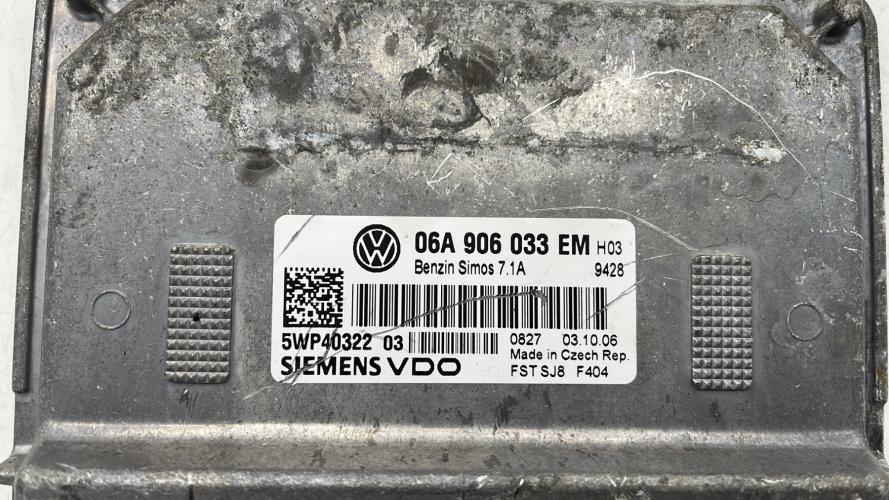 06A 906 033 EM H03
Benzin Simos 7.1A 9428
5WP40322 03 0827 03.10.06
Made in Czech Rep.
SIEMENS VDO FST SJ8 F404